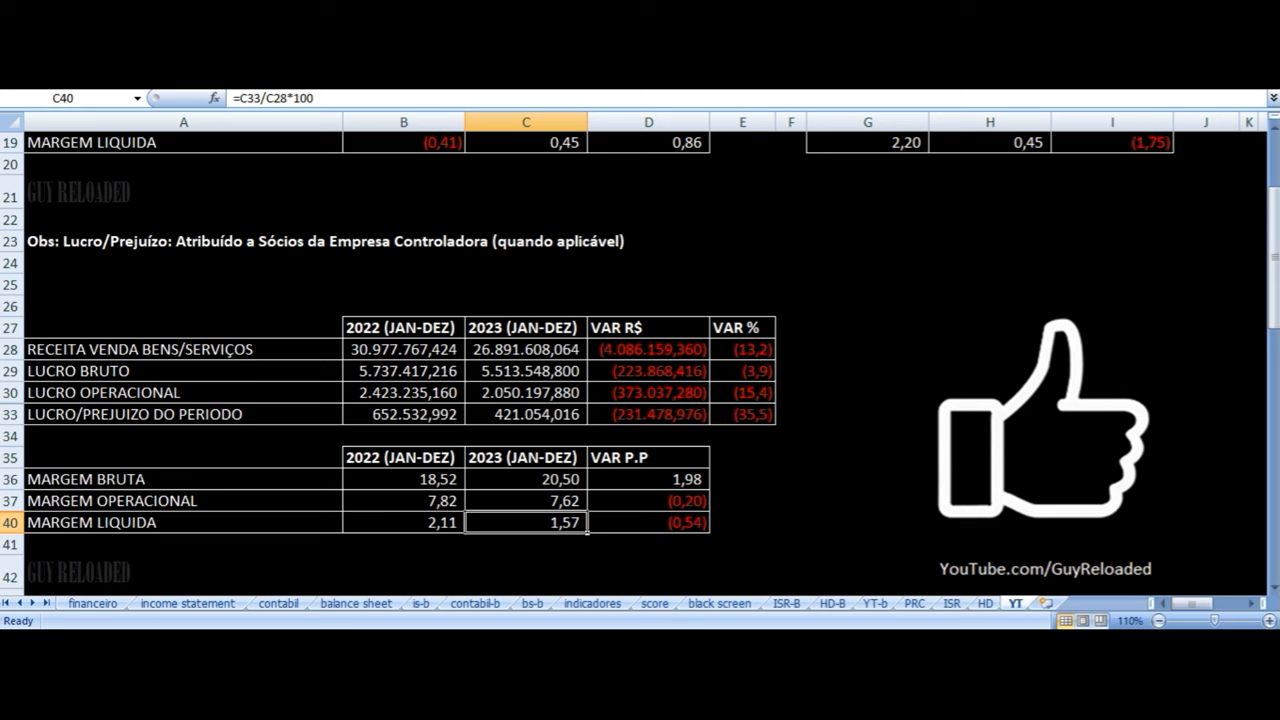 C40 fx =C33/C28*100
A B C D E F G H I J K
19 MARGEM LIQUIDA (0,41) 0,45 0,86 2,20 0,45 (1,75)
20
21 GUY RELOADED
22
23 Obs: Lucro/Prejuízo: Atribuído a Sócios da Empresa Controladora (quando aplicável)
24
25
26
27 2022 (JAN-DEZ) 2023 (JAN-DEZ) VAR R$ VAR %
28 RECEITA VENDA BENS/SERVIÇOS 30.977.767,424 26.891.608,064 (4.086.159,360) (13,2)
29 LUCRO BRUTO 5.737.417,216 5.513.548,800 (223.868,416) (3,9)
30 LUCRO OPERACIONAL 2.423.235,160 2.050.197,880 (373.037,280) (15,4)
33 LUCRO/PREJUIZO DO PERIODO 652.532,992 421.054,016 (231.478,976) (35,5)
34
35 2022 (JAN-DEZ) 2023 (JAN-DEZ) VAR P.P
36 MARGEM BRUTA 18,52 20,50 1,98
37 MARGEM OPERACIONAL 7,82 7,62 (0,20)
40 MARGEM LIQUIDA 2,11 1,57 (0,54)
41
42 GUY RELOADED
YouTube.com/GuyReloaded
financeiro income statement contabil balance sheet is-b contabil-b bs-b indicadores score black screen ISR-B HD-B YT-b PRC ISR HD YT
Ready 110%